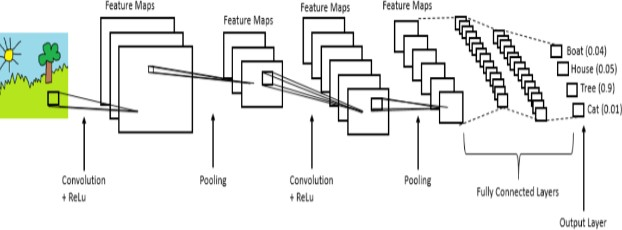 Feature Maps
Feature Maps
Feature Maps
Feature Maps
Boat (0.04)
House (0.05)
Tree (0.9)
Cat (0.01)
Convolution
+ ReLu
Pooling
Convolution
+ ReLu
Pooling
Fully Connected Layers
Output Layer